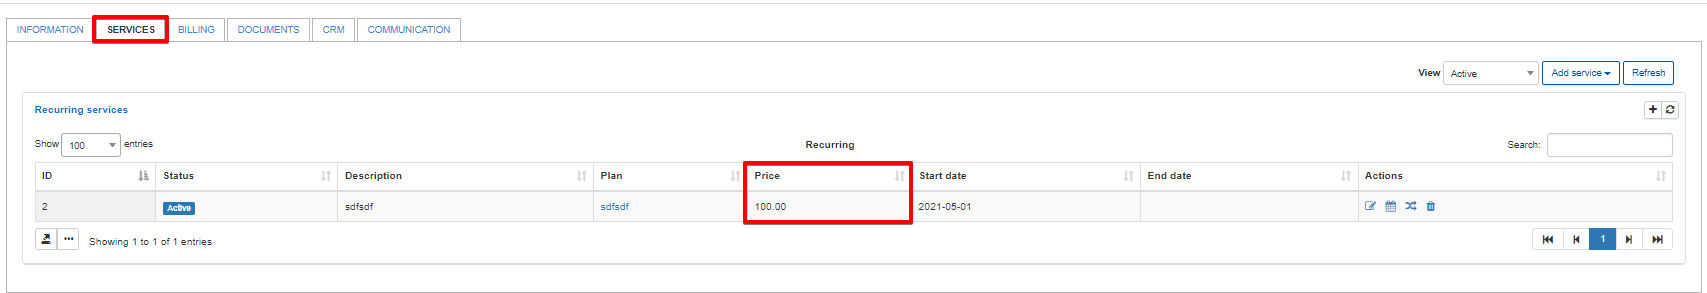 INFORMATION SERVICES BILLING DOCUMENTS CRM COMMUNICATION
View Active Add service Refresh
Recurring services
Show 100 entries Recurring Search:
ID Status Description Plan Price Start date End date Actions
2 Active sdfsdf sdfsdf 100.00 2021-05-01
Showing 1 to 1 of 1 entries 1